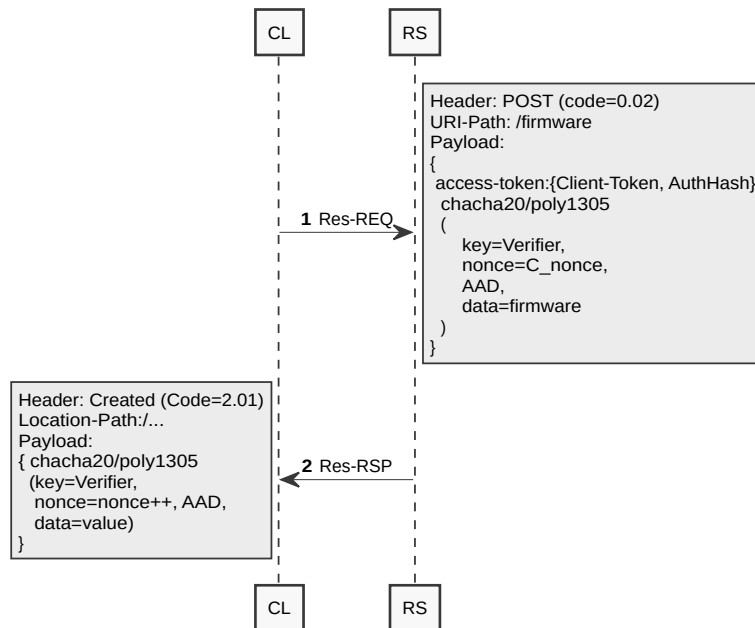 CL
RS
Header: POST (code=0.02)
URI-Path: /firmware
Payload:
{
access-token:{Client-Token, AuthHash}
chacha20/poly1305
(
key=Verifier,
nonce=C_nonce,
AAD,
data=firmware
)
}
1 Res-REQ
Header: Created (Code=2.01)
Location-Path:/...
Payload:
{ chacha20/poly1305
(key=Verifier,
nonce=nonce++, AAD,
data=value)
}
2 Res-RSP
CL
RS